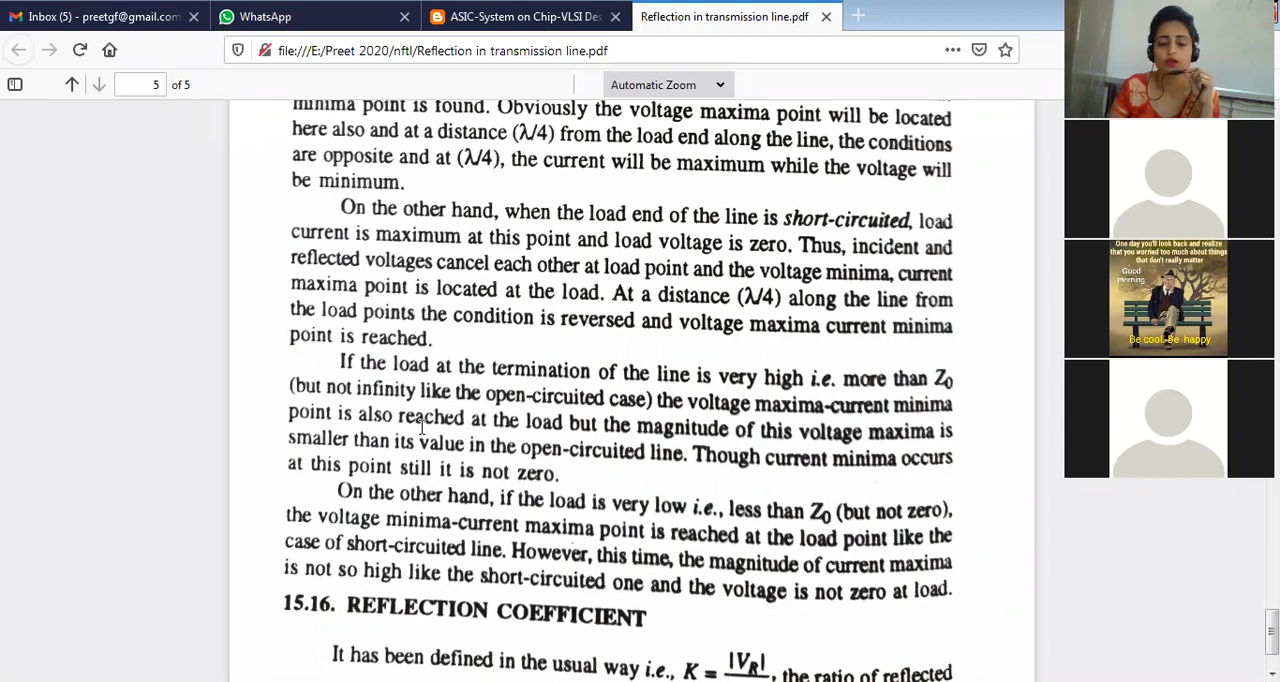 Inbox (5) - preetgf@gmail.com
WhatsApp
ASIC-System on Chip-VLSI Des
Reflection in transmission line.pdf
file:///E:/Preet 2020/nftl/Reflection in transmission line.pdf
5 of 5
Automatic Zoom
minima point is found. Obviously the voltage maxima point will be located
here also and at a distance (λ/4) from the load end along the line, the conditions
are opposite and at (λ/4), the current will be maximum while the voltage will
be minimum.
On the other hand, when the load end of the line is short-circuited, load
current is maximum at this point and load voltage is zero. Thus, incident and
reflected voltages cancel each other at load point and the voltage minima, current
maxima point is located at the load. At a distance (λ/4) along the line from
the load points the condition is reversed and voltage maxima current minima
point is reached.
If the load at the termination of the line is very high i.e. more than Z₀
(but not infinity like the open-circuited case) the voltage maxima-current minima
point is also reached at the load but the magnitude of this voltage maxima is
smaller than its value in the open-circuited line. Though current minima occurs
at this point still it is not zero.
On the other hand, if the load is very low i.e., less than Z₀ (but not zero),
the voltage minima-current maxima point is reached at the load point like the
case of short-circuited line. However, this time, the magnitude of current maxima
is not so high like the short-circuited one and the voltage is not zero at load.
15.16. REFLECTION COEFFICIENT
It has been defined in the usual way i.e., K = |V_R| , the ratio of reflected
One day you'll look back and realize
that you worried too much about things
that don't really matter
Good
morning
Be cool. Be happy